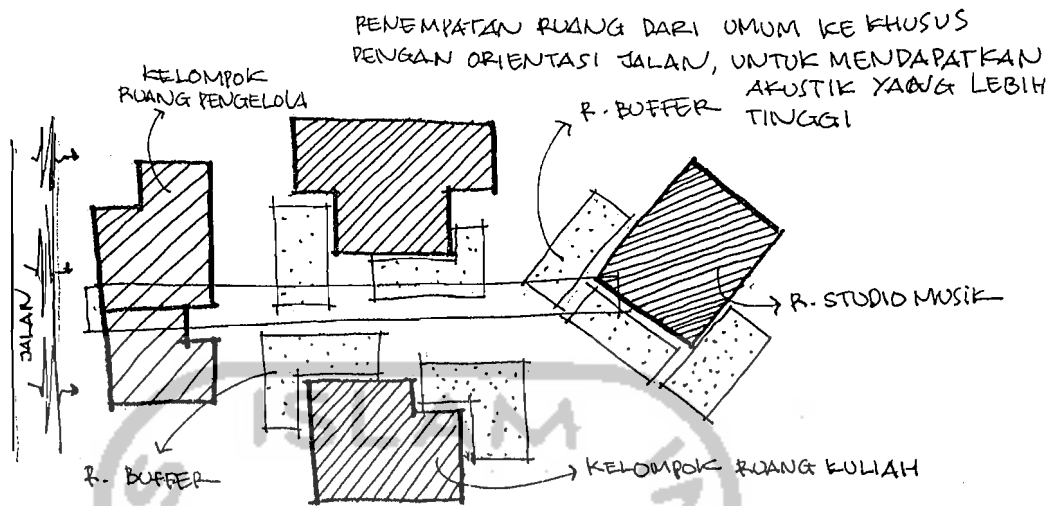 PENEMPATAN RUANG DARI UMUM KE KHUSUS
DENGAN ORIENTASI JALAN, UNTUK MENDAPATKAN
AKUSTIK YANG LEBIH
TINGGI
KELOMPOK
RUANG PENGELOLA
R. BUFFER
JALAN
R. STUDIO MUSIK
R. BUFFER
KELOMPOK RUANG KULIAH
ISLAM